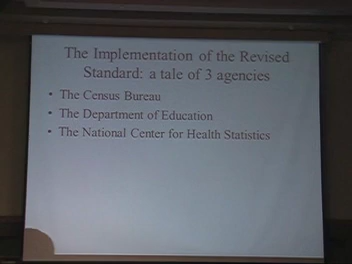 The Implementation of the Revised
Standard: a tale of 3 agencies
• The Census Bureau
• The Department of Education
• The National Center for Health Statistics